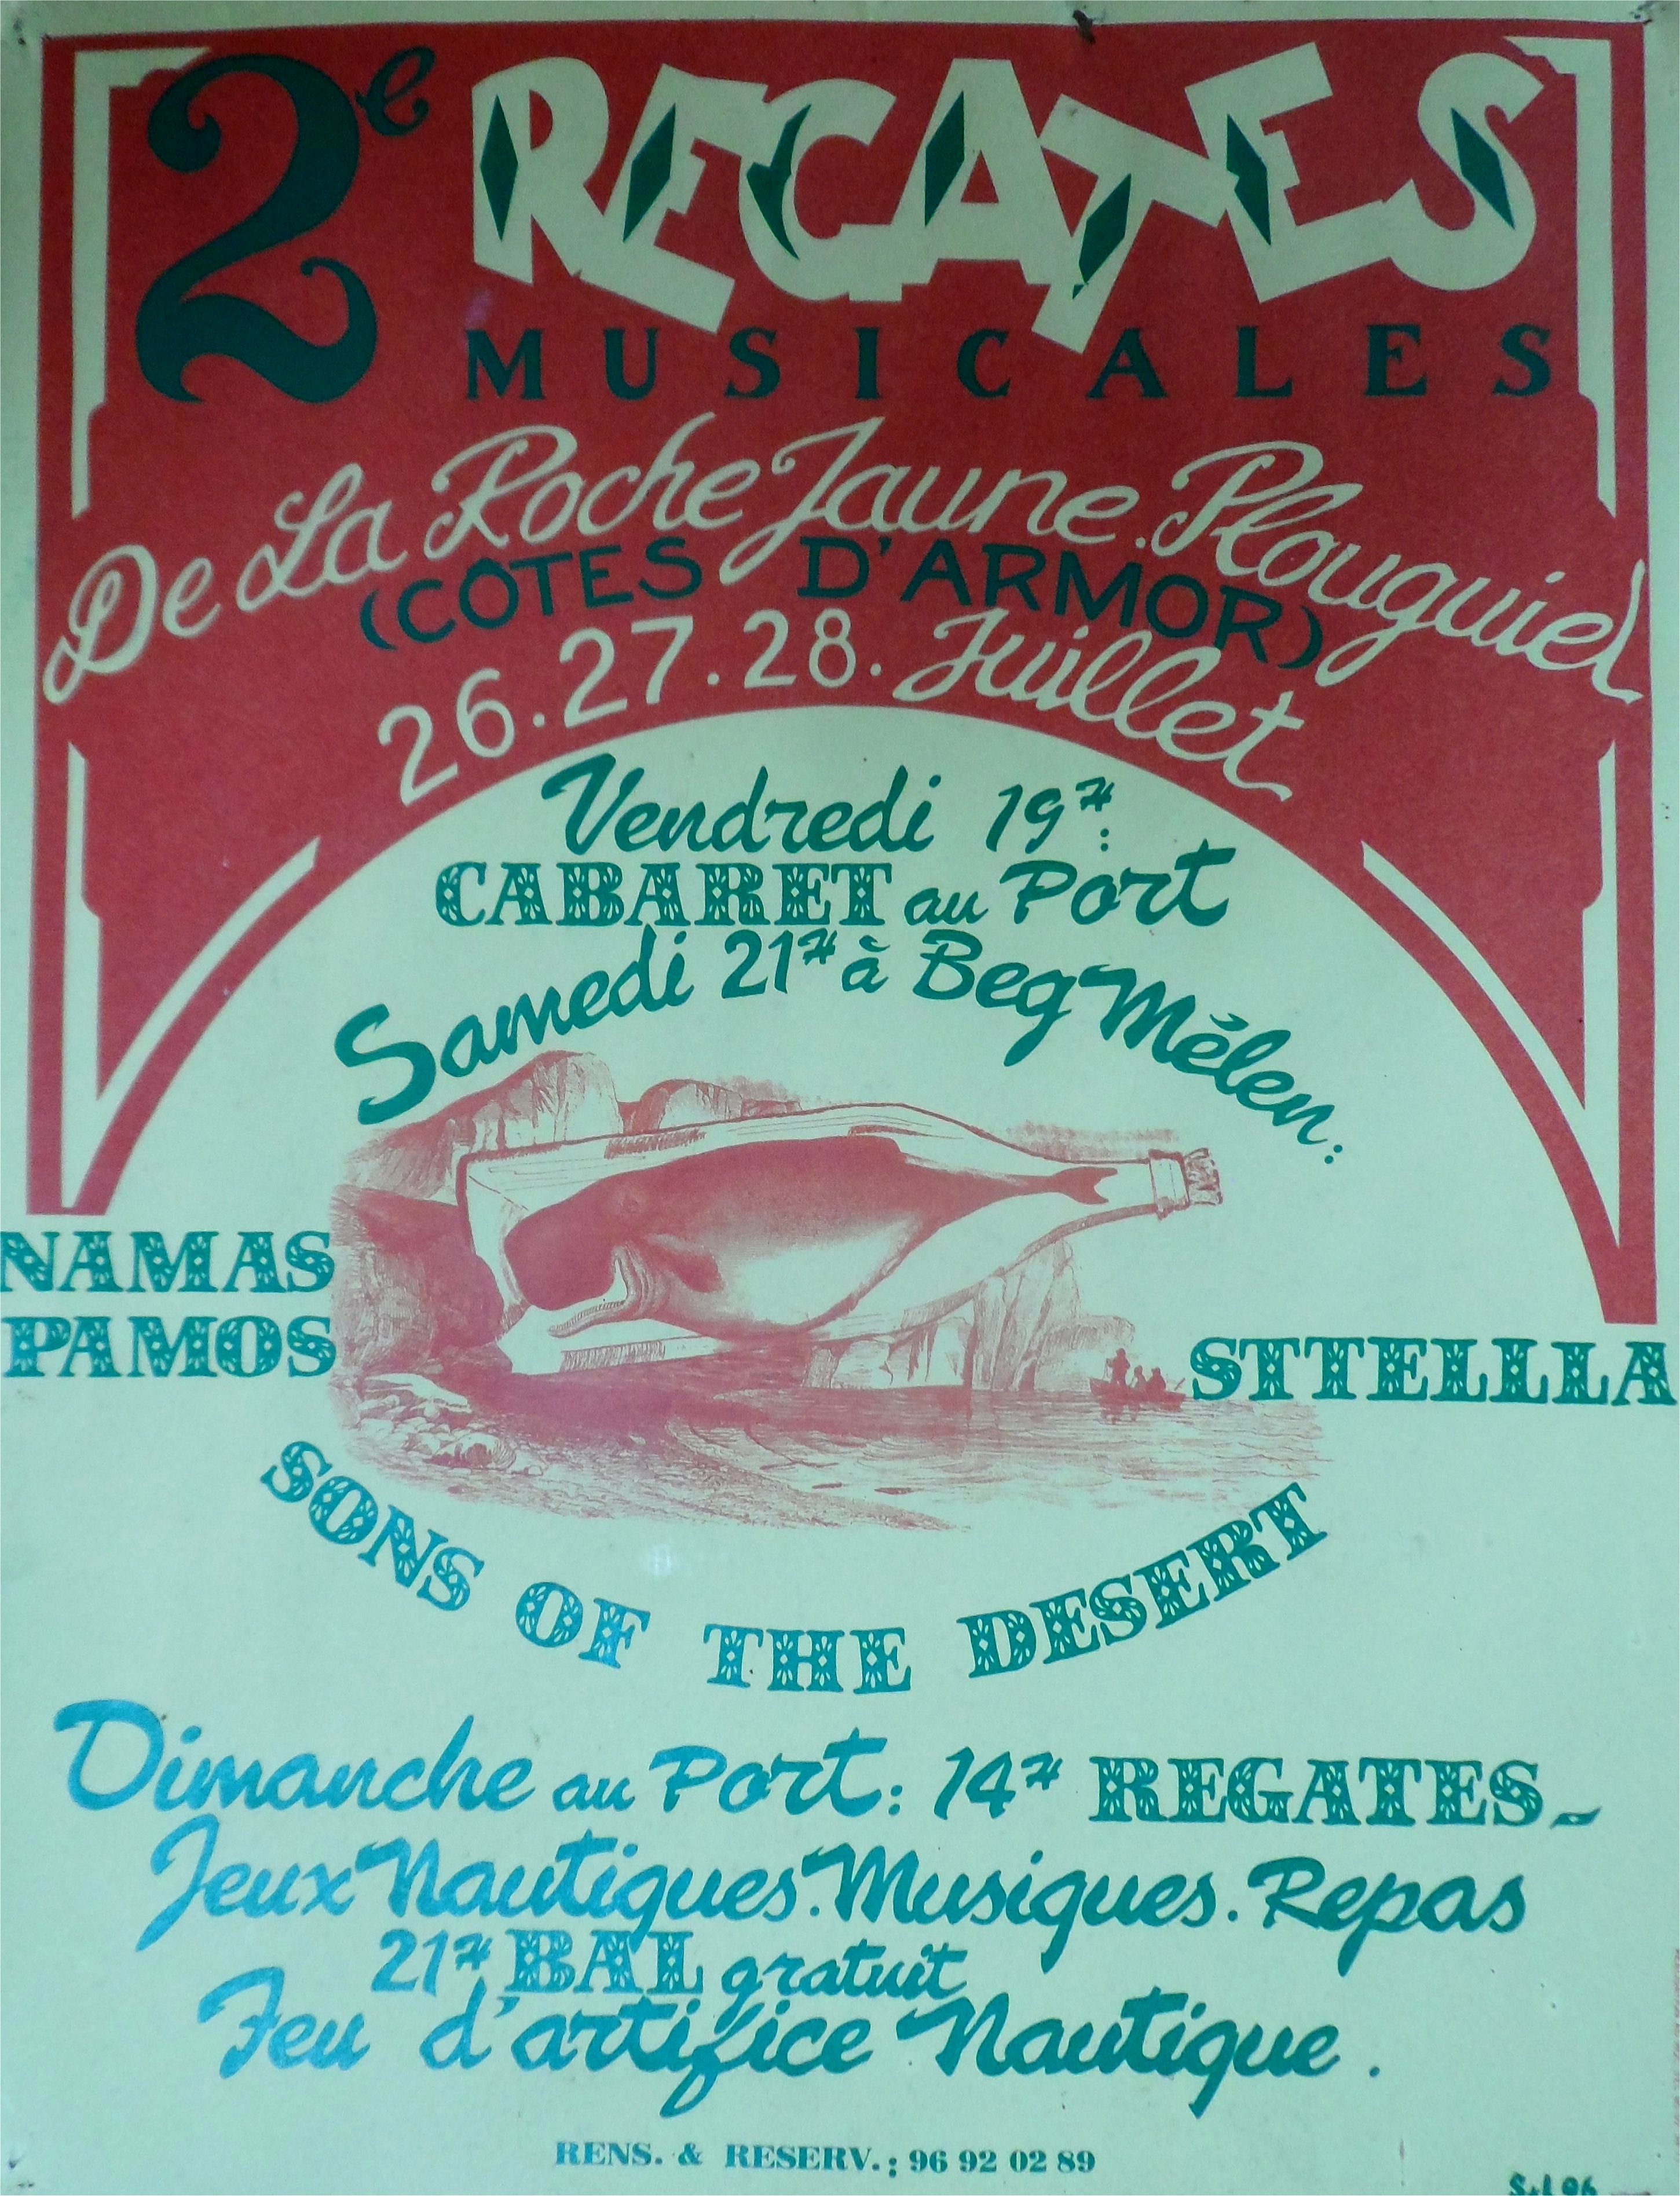 2e REGATES
MUSICALES
De La Roche Jaune. Plouguiel
(CÔTES D'ARMOR)
26.27.28. Juillet
Vendredi 19H:
CABARET au Port
Samedi 21H à Beg Mélen:
NAMAS
PAMOS
STTELLLA
SONS OF THE DESERT
Dimanche au Port: 14H REGATES-
Jeux Nautiques. Musiques. Repas
21H BAL gratuit
Feu d'artifice Nautique.
RENS. & RESERV.: 96 92 02 89